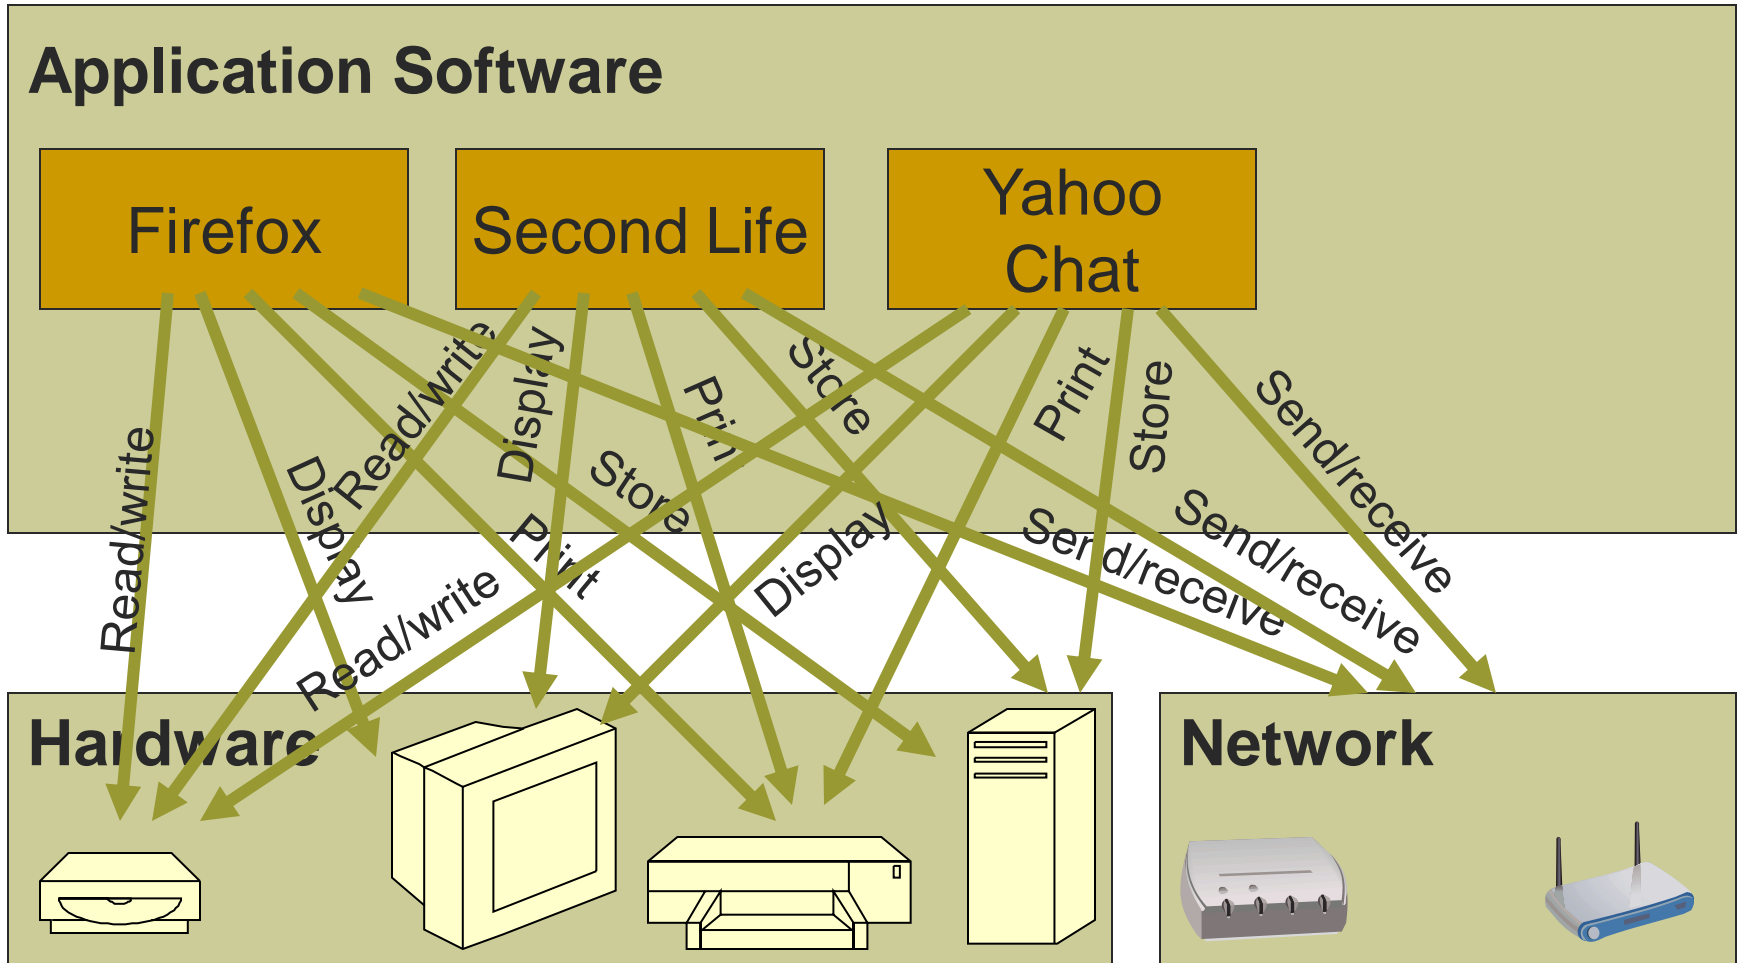 Application Software
Firefox
Second Life
Yahoo
Chat
Read/write
Display
Print
Store
Send/receive
Read/write
Display
Prin
Store
Send/receive
Read/write
Display
Print
Store
Send/receive
Hardware
Network